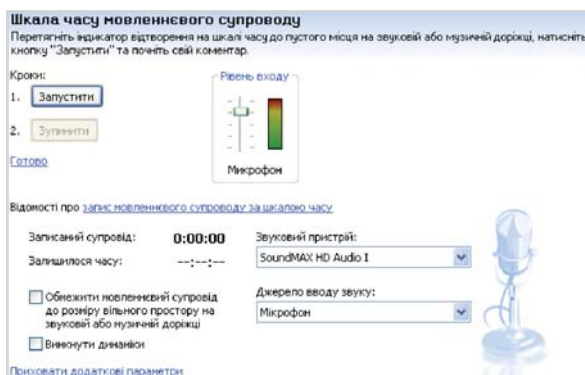 Шкала часу мовленнєвого супроводу
Перетягніть індикатор відтворення на шкалі часу до пустого місця на звуковій або музичній доріжці, натисніть
кнопку "Запустити" та почніть свій коментар.
Кроки:
1. Запустити
2. Зупинити
Готово
Рівень входу
Микрофон
Відомості про запис мовленнєвого супроводу за шкалою часу
Записаний супровід: 0:00:00
Залишилося часу: --:--:--
Звуковий пристрій:
SoundMAX HD Audio I
Обмежити мовленнєвий супровід
до розміру вільного простору на
звуковій або музичній доріжці
Джерело вводу звуку:
Мікрофон
Вимкнути динаміки
Приховати додаткові параметри